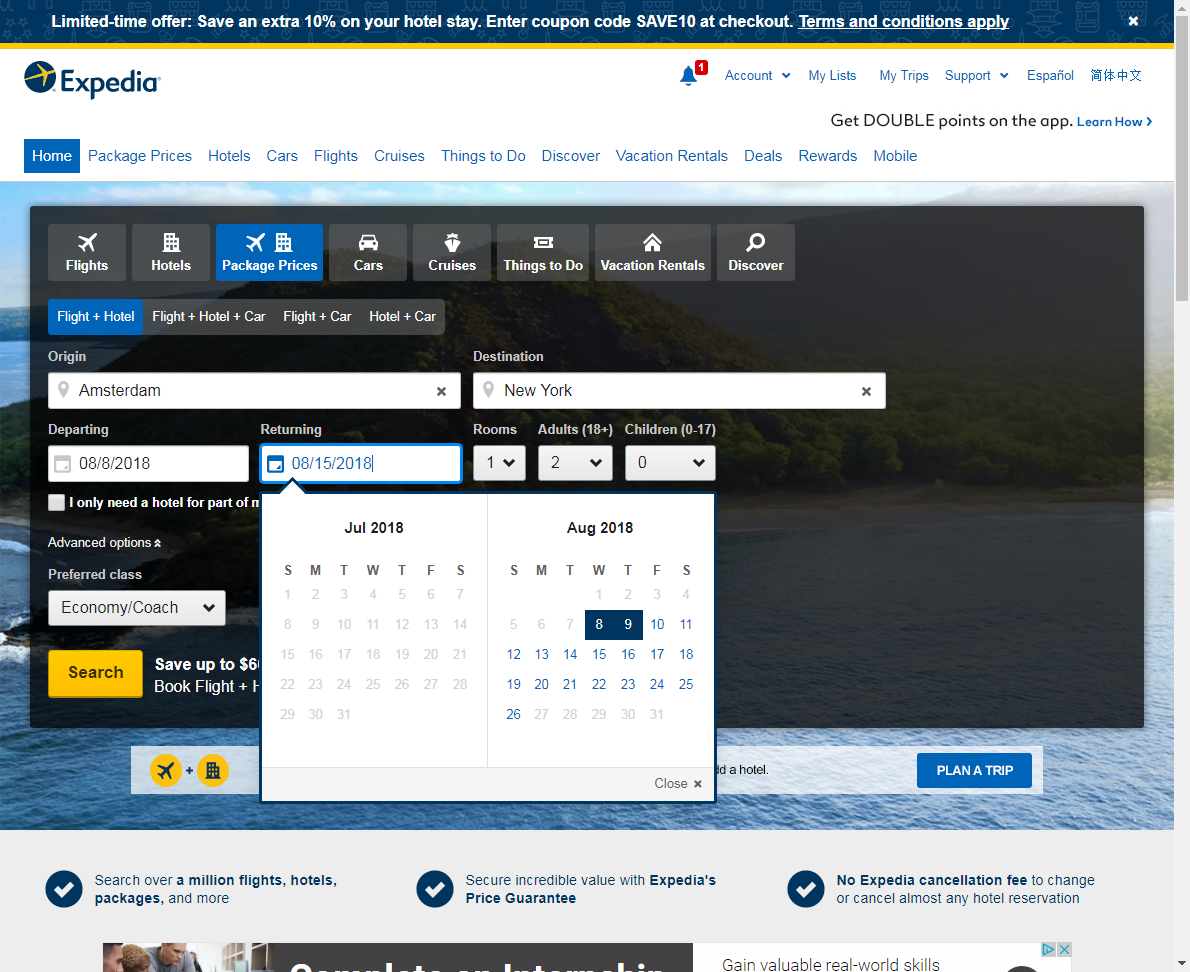 Limited-time offer: Save an extra 10% on your hotel stay. Enter coupon code SAVE10 at checkout. Terms and conditions apply
Expedia
1
Account
My Lists
My Trips
Support
Español
简体中文
Get DOUBLE points on the app. Learn How
Home
Package Prices
Hotels
Cars
Flights
Cruises
Things to Do
Discover
Vacation Rentals
Deals
Rewards
Mobile
Flights
Hotels
Package Prices
Cars
Cruises
Things to Do
Vacation Rentals
Discover
Flight + Hotel
Flight + Hotel + Car
Flight + Car
Hotel + Car
Origin
Destination
Amsterdam
New York
Departing
Returning
Rooms
Adults (18+)
Children (0-17)
08/8/2018
08/15/2018
1
2
0
I only need a hotel for part of
Advanced options
Preferred class
Economy/Coach
Search
Save up to
Book Flight +
Jul 2018
S M T W T F S
1 2 3 4 5 6 7
8 9 10 11 12 13 14
15 16 17 18 19 20 21
22 23 24 25 26 27 28
29 30 31
Aug 2018
S M T W T F S
1 2 3 4
5 6 7 8 9 10 11
12 13 14 15 16 17 18
19 20 21 22 23 24 25
26 27 28 29 30 31
Close
+
a hotel.
PLAN A TRIP
Search over a million flights, hotels,
packages, and more
Secure incredible value with Expedia's
Price Guarantee
No Expedia cancellation fee to change
or cancel almost any hotel reservation
Complete an Internship
Gain valuable real-world skills